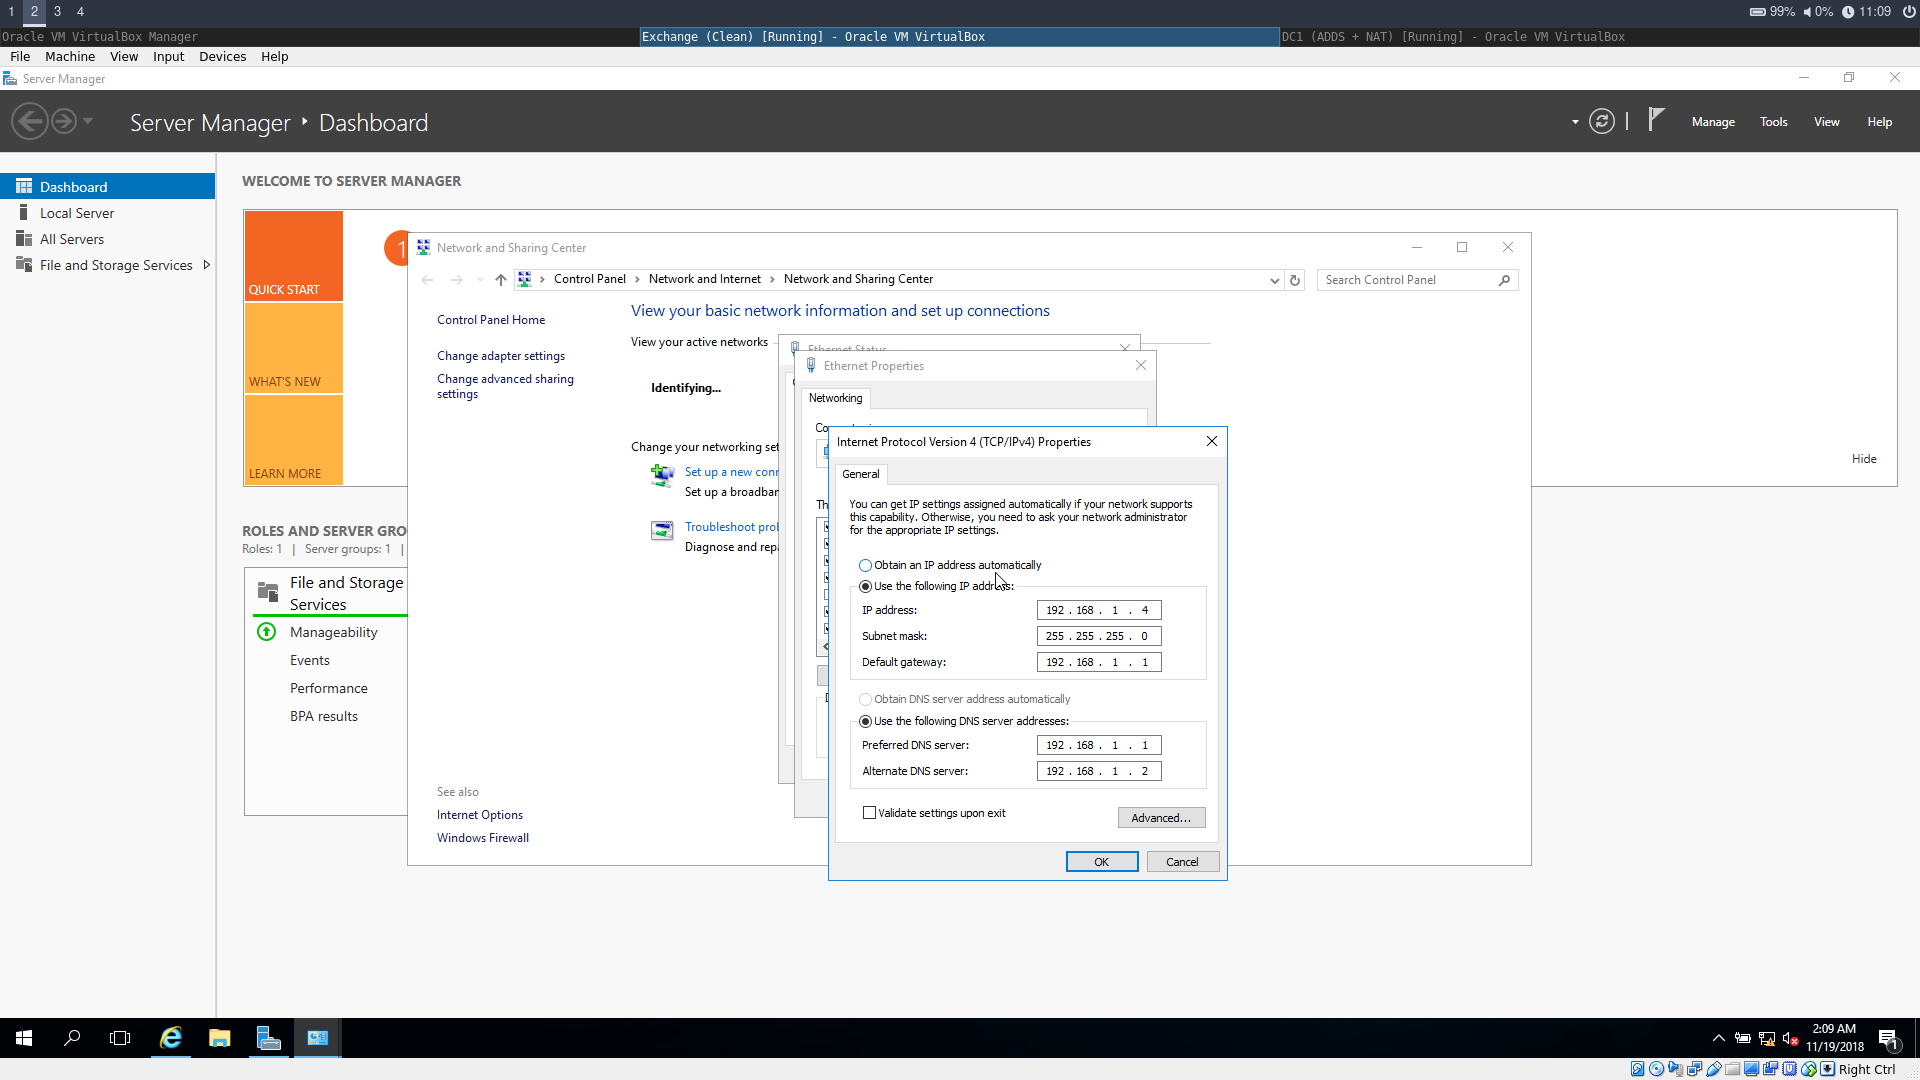 1 2 3 4
99% 0% 11:09
Oracle VM VirtualBox Manager
Exchange (Clean) [Running] - Oracle VM VirtualBox
DC1 (ADDS + NAT) [Running] - Oracle VM VirtualBox
File Machine View Input Devices Help
Server Manager
Server Manager ‣ Dashboard
Manage Tools View Help
Dashboard
Local Server
All Servers
File and Storage Services
WELCOME TO SERVER MANAGER
QUICK START
WHAT'S NEW
LEARN MORE
1
Hide
ROLES AND SERVER GRO
Roles: 1 | Server groups: 1 |
File and Storage
Services
Manageability
Events
Performance
BPA results
Network and Sharing Center
Control Panel › Network and Internet › Network and Sharing Center
Search Control Panel
Control Panel Home
Change adapter settings
Change advanced sharing
settings
See also
Internet Options
Windows Firewall
View your basic network information and set up connections
View your active networks
Identifying...
Change your networking set
Set up a new conn
Set up a broadban
Troubleshoot prob
Diagnose and repa
Ethernet Status
Ethernet Properties
Networking
Internet Protocol Version 4 (TCP/IPv4) Properties
General
You can get IP settings assigned automatically if your network supports
this capability. Otherwise, you need to ask your network administrator
for the appropriate IP settings.
Obtain an IP address automatically
Use the following IP address:
IP address: 192 . 168 . 1 . 4
Subnet mask: 255 . 255 . 255 . 0
Default gateway: 192 . 168 . 1 . 1
Obtain DNS server address automatically
Use the following DNS server addresses:
Preferred DNS server: 192 . 168 . 1 . 1
Alternate DNS server: 192 . 168 . 1 . 2
Validate settings upon exit
Advanced...
OK Cancel
2:09 AM
11/19/2018
1
Right Ctrl